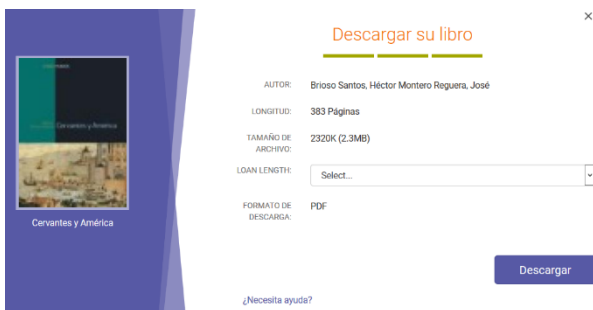 ×
Descargar su libro
AUTOR: Brioso Santos, Héctor Montero Reguera, José
LONGITUD: 383 Páginas
TAMAÑO DE
ARCHIVO: 2320K (2.3MB)
LOAN LENGTH: Select...
FORMATO DE
DESCARGA: PDF
Cervantes y América
Cervantes y América
Descargar
¿Necesita ayuda?